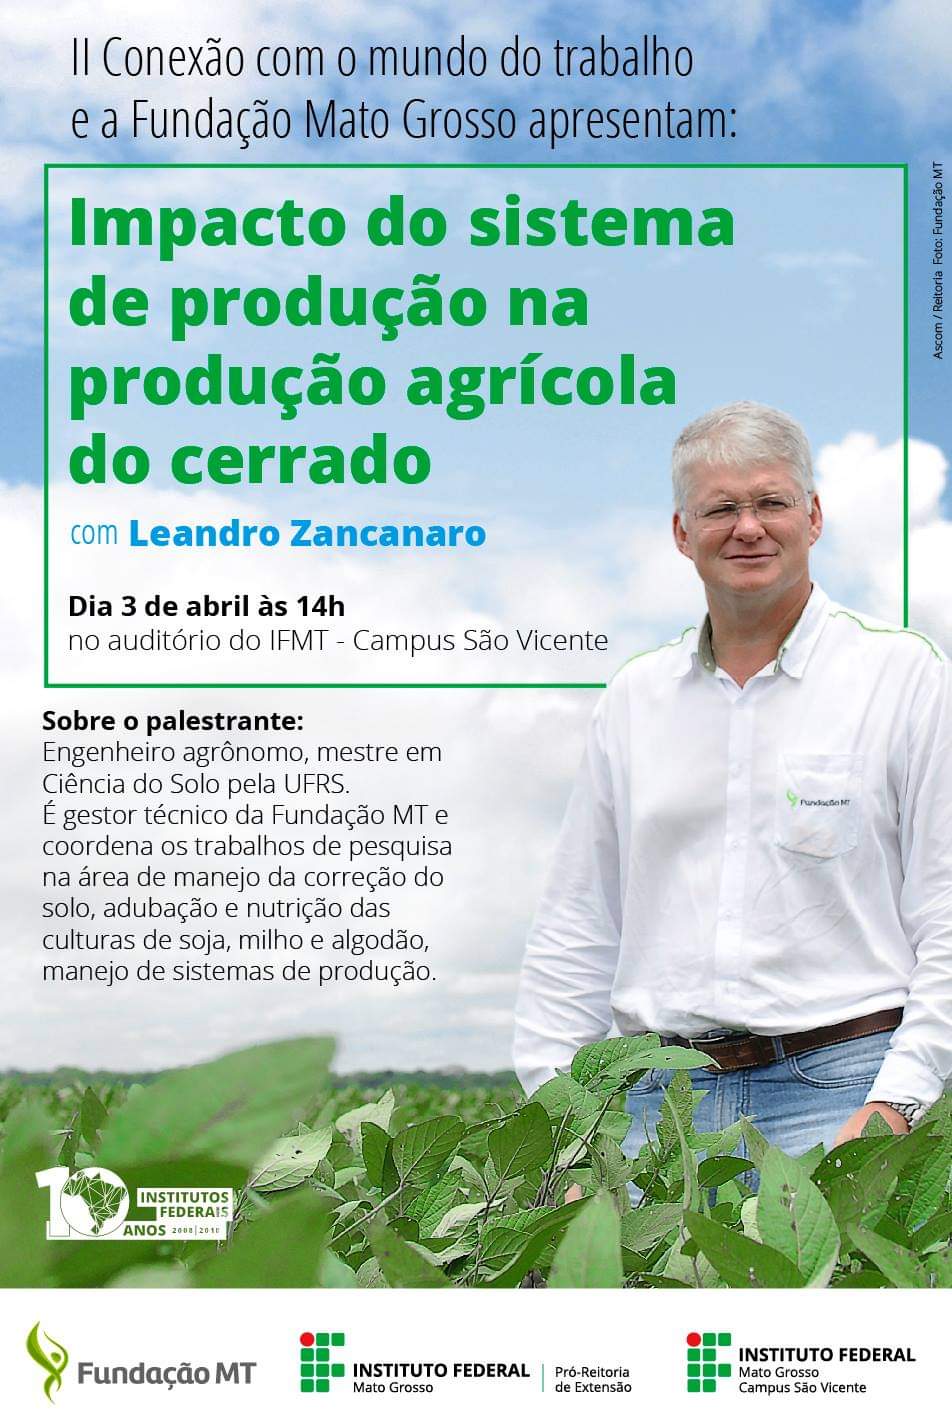 II Conexão com o mundo do trabalho
e a Fundação Mato Grosso apresentam:
Impacto do sistema
de produção na
produção agrícola
do cerrado
com Leandro Zancanaro
Dia 3 de abril às 14h
no auditório do IFMT - Campus São Vicente
Ascom / Reitoria Foto: Fundação MT
Sobre o palestrante:
Engenheiro agrônomo, mestre em
Ciência do Solo pela UFRS.
É gestor técnico da Fundação MT e
coordena os trabalhos de pesquisa
na área de manejo da correção do
solo, adubação e nutrição das
culturas de soja, milho e algodão,
manejo de sistemas de produção.
Fundação MT
10
ANOS
INSTITUTOS
FEDERAIS
2008|2018
Fundação MT
INSTITUTO FEDERAL
Mato Grosso
Pró-Reitoria
de Extensão
INSTITUTO FEDERAL
Mato Grosso
Campus São Vicente